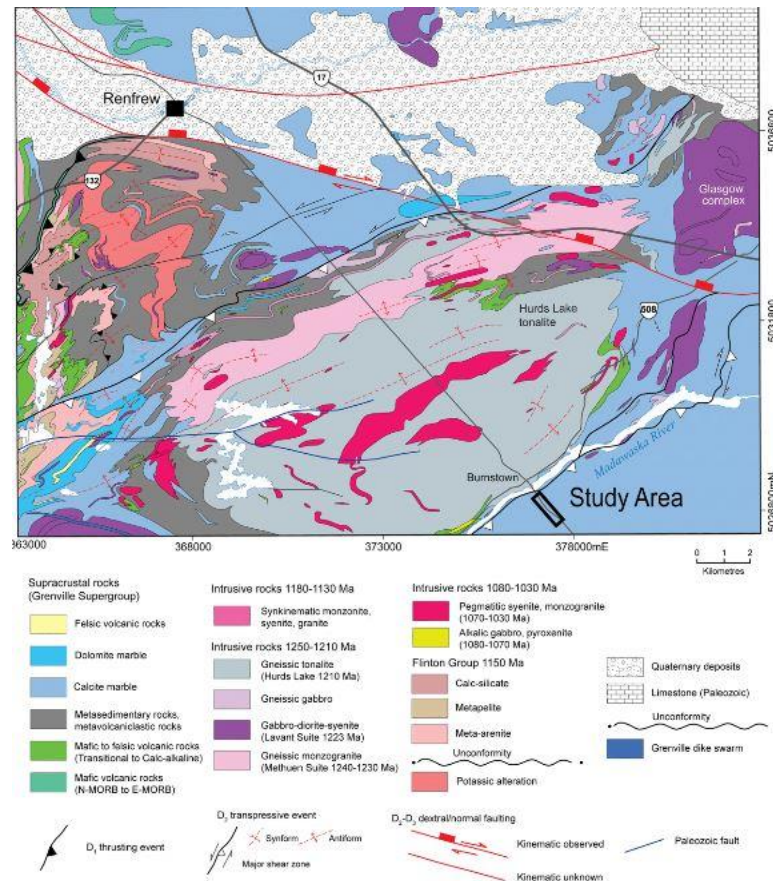 Renfrew
17
132
Glasgow
complex
Hurds Lake
tonalite
508
Madawaska River
Burnstown
Study Area
5036800
5031800
5026800mN
363000
368000
373000
378000mE
0 1 2
Kilometres
Supracrustal rocks
(Grenville Supergroup)
Felsic volcanic rocks
Dolomite marble
Calcite marble
Metasedimentary rocks,
metavolcaniclastic rocks
Mafic to felsic volcanic rocks
(Transitional to Calc-alkaline)
Mafic volcanic rocks
(N-MORB to E-MORB)
Intrusive rocks 1180-1130 Ma
Synkinematic monzonite,
syenite, granite
Intrusive rocks 1250-1210 Ma
Gneissic tonalite
(Hurds Lake 1210 Ma)
Gneissic gabbro
Gabbro-diorite-syenite
(Lavant Suite 1223 Ma)
Gneissic monzogranite
(Methuen Suite 1240-1230 Ma)
Intrusive rocks 1080-1030 Ma
Pegmatitic syenite, monzogranite
(1070-1030 Ma)
Alkalic gabbro, pyroxenite
(1080-1070 Ma)
Flinton Group 1150 Ma
Calc-silicate
Metapelite
Meta-arenite
Unconformity
Potassic alteration
Quaternary deposits
Limestone (Paleozoic)
Unconformity
Grenville dike swarm
D1 thrusting event
D2 transpressive event
Synform Antiform
Major shear zone
D2-D3 dextral/normal faulting
Kinematic observed
Kinematic unknown
Paleozoic fault